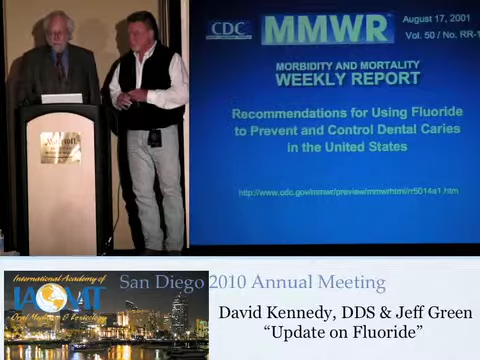 CDC
MMWR
August 17, 2001
Vol. 50 / No. RR-1
MORBIDITY AND MORTALITY
WEEKLY REPORT
Recommendations for Using Fluoride
to Prevent and Control Dental Caries
in the United States
http://www.cdc.gov/mmwr/preview/mmwrhtml/rr5014a1.htm
Marriott
International Academy of
IAOMT
Oral Medicine & Toxicology
San Diego 2010 Annual Meeting
David Kennedy, DDS & Jeff Green
“Update on Fluoride”